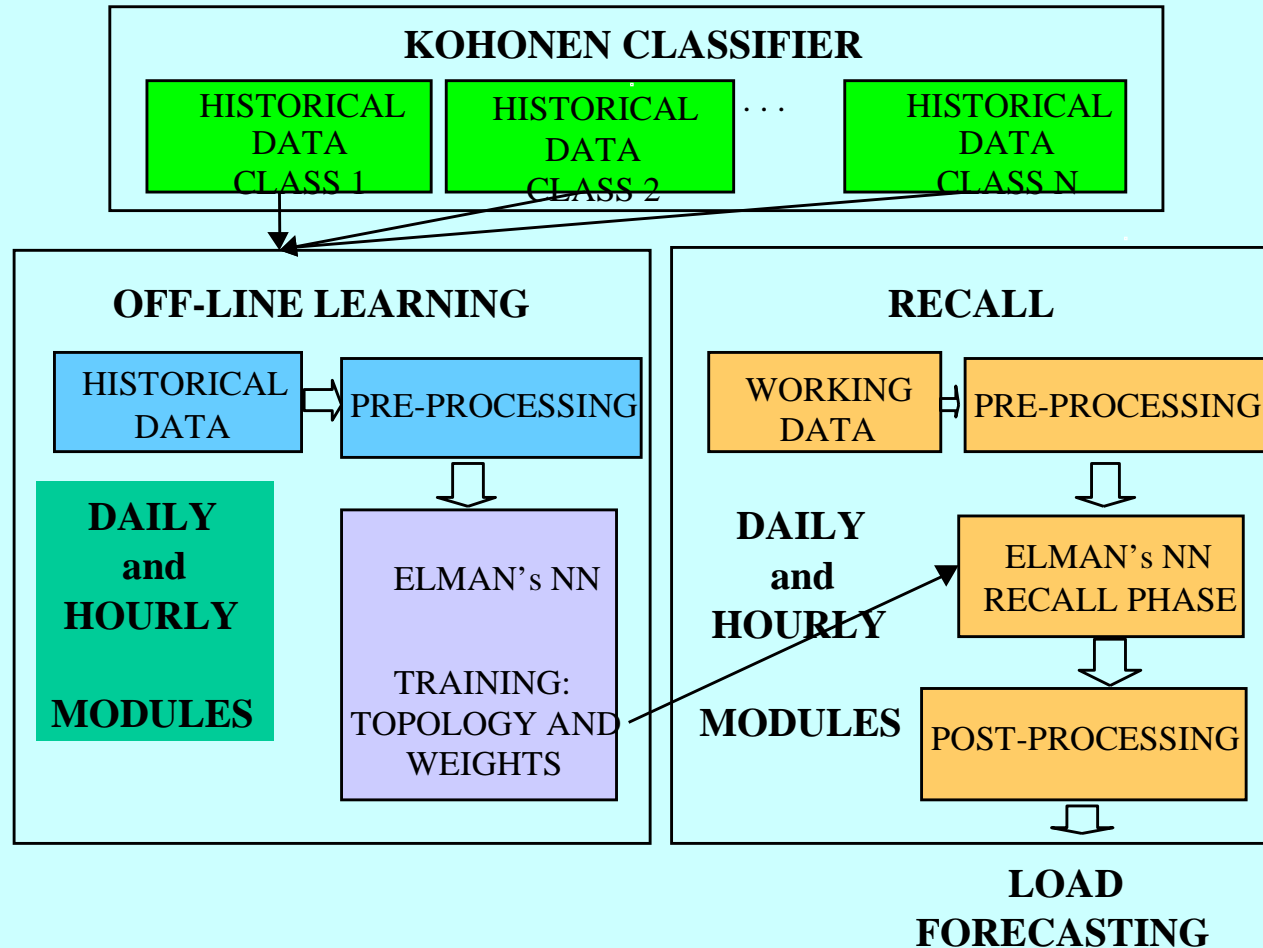 KOHONEN CLASSIFIER
HISTORICAL
DATA
CLASS 1
HISTORICAL
DATA
CLASS 2
. . .
HISTORICAL
DATA
CLASS N
OFF-LINE LEARNING
HISTORICAL
DATA
PRE-PROCESSING
DAILY
and
HOURLY
MODULES
ELMAN's NN
TRAINING:
TOPOLOGY AND
WEIGHTS
RECALL
WORKING
DATA
PRE-PROCESSING
DAILY
and
HOURLY
MODULES
ELMAN's NN
RECALL PHASE
POST-PROCESSING
LOAD
FORECASTING